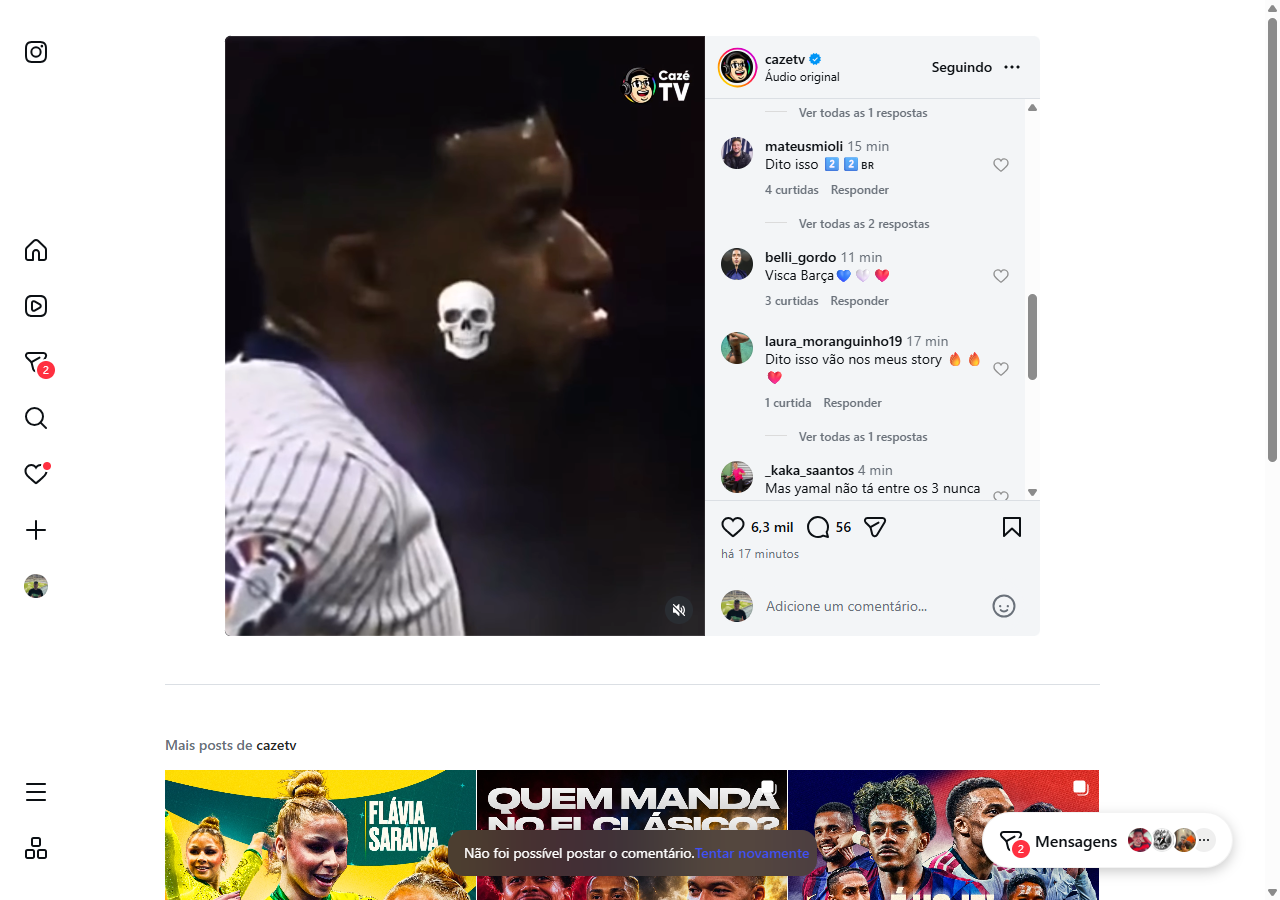 Cazé
TV
cazetv
Áudio original
Seguindo
Ver todas as 1 respostas
mateusmioli 15 min
Dito isso 2️⃣ 2️⃣ BR
4 curtidas Responder
Ver todas as 2 respostas
belli_gordo 11 min
Visca Barça💙 🤍 ❤️
3 curtidas Responder
laura_moranguinho19 17 min
Dito isso vão nos meus story 🔥 🔥
❤️
1 curtida Responder
Ver todas as 1 respostas
_kaka_saantos 4 min
Mas yamal não tá entre os 3 nunca
6,3 mil 56
há 17 minutos
Adicione um comentário...
2
Mais posts de cazetv
FLÁVIA
SARAIVA
QUEM MANDA
NO EL CLÁSICO?
Não foi possível postar o comentário.Tentar novamente
2
Mensagens